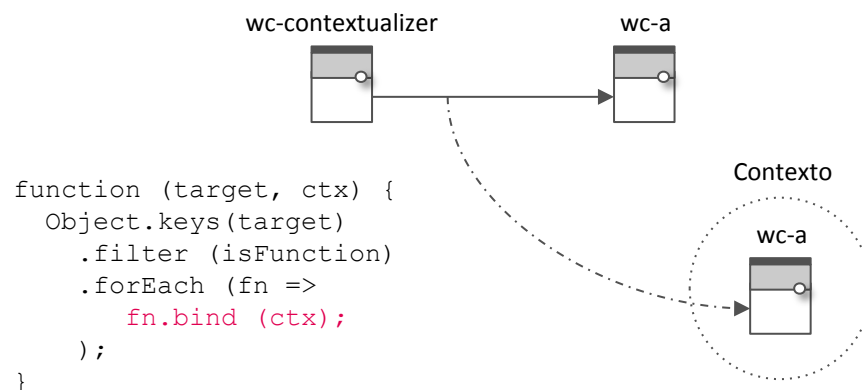 wc-contextualizer
wc-a
Contexto
wc-a
function (target, ctx) {
  Object.keys(target)
    .filter (isFunction)
    .forEach (fn =>
       fn.bind (ctx);
    );
}